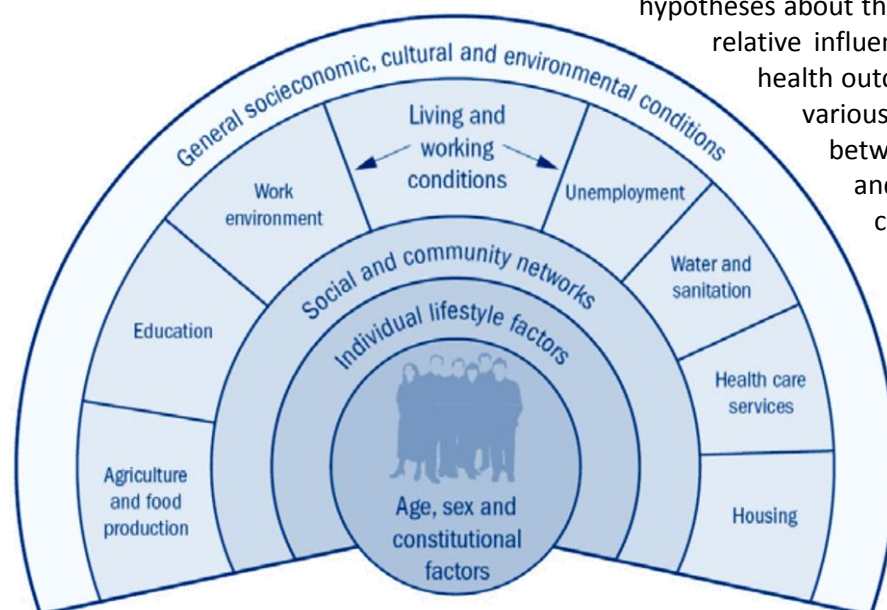 hypotheses about th
relative influen
health outc
various
betw
and
c
General socieconomic, cultural and environmental conditions
Living and
working
conditions
Work
environment
Unemployment
Education
Water and
sanitation
Agriculture
and food
production
Health care
services
Housing
Social and community networks
Individual lifestyle factors
Age, sex and
constitutional
factors